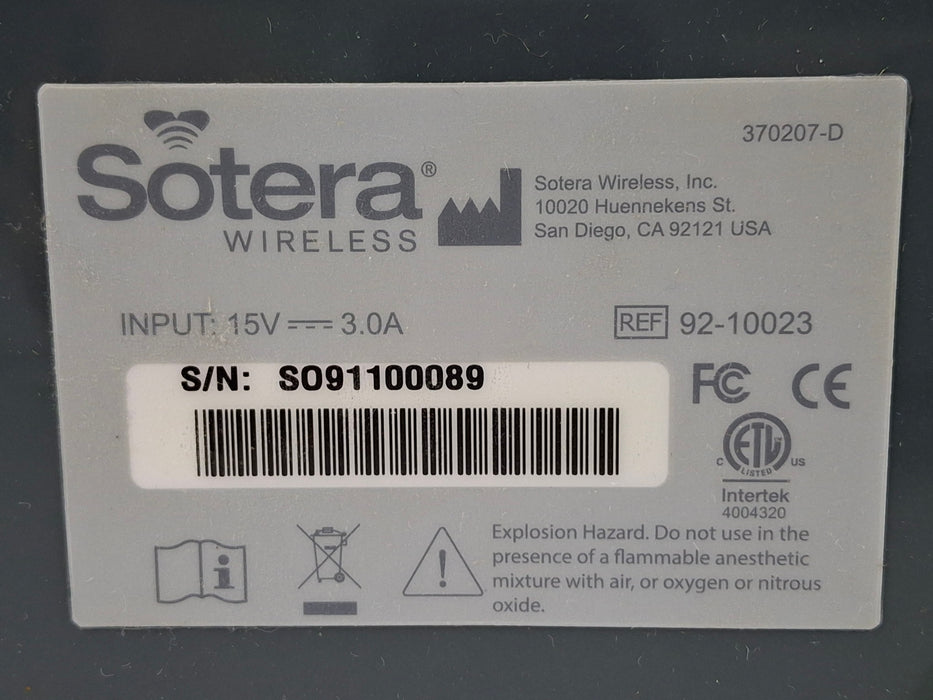 370207-D
Sotera®
WIRELESS
Sotera Wireless, Inc.
10020 Huennekens St.
San Diego, CA 92121 USA
INPUT: 15V ⎓ 3.0A
REF 92-10023
S/N: SO91100089
FC CE
ETL
LISTED
C US
Intertek
4004320
i
!
Explosion Hazard. Do not use in the
presence of a flammable anesthetic
mixture with air, or oxygen or nitrous
oxide.